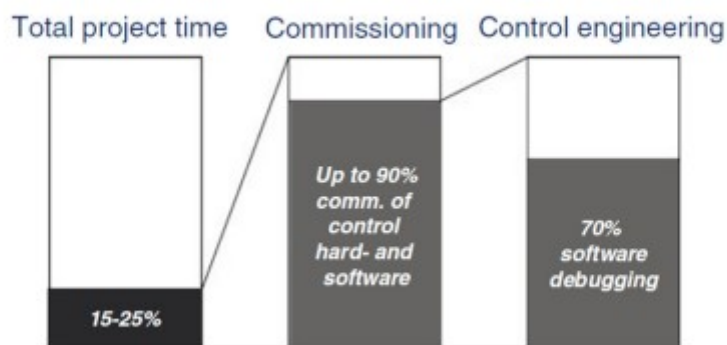 Total project time
Commissioning
Control engineering
Up to 90%
comm. of
control
hard- and
software
70%
software
debugging
15-25%